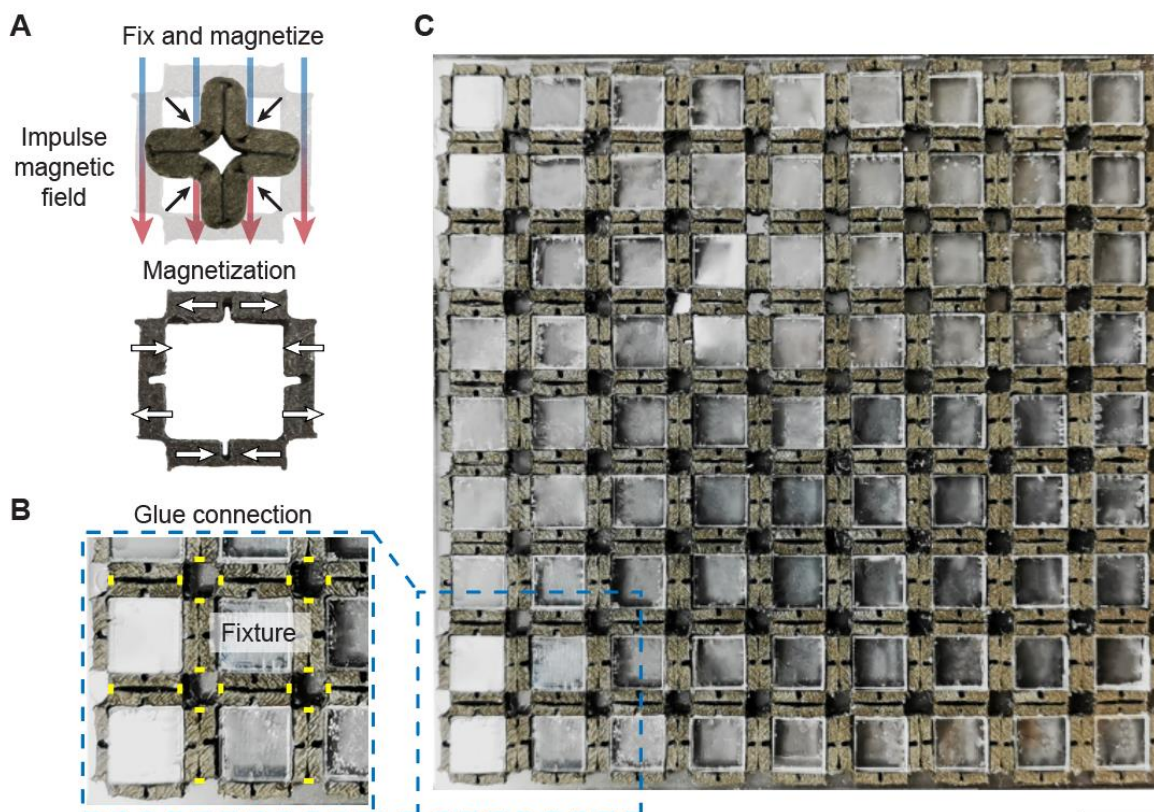 A
Fix and magnetize
Impulse
magnetic
field
Magnetization
B
Glue connection
Fixture
C